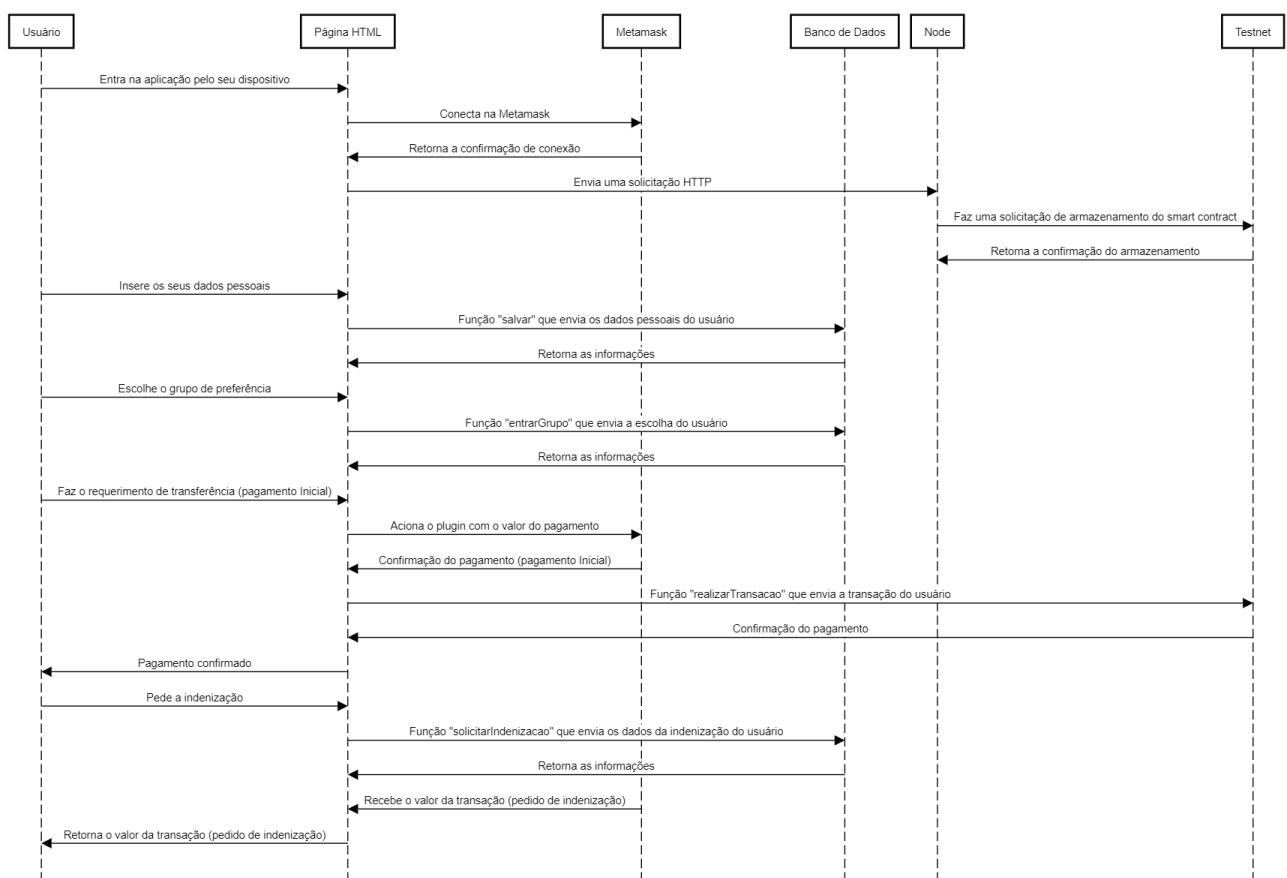 Usuário
Página HTML
Metamask
Banco de Dados
Node
Testnet
Entra na aplicação pelo seu dispositivo
Conecta na Metamask
Retorna a confirmação de conexão
Envia uma solicitação HTTP
Faz uma solicitação de armazenamento do smart contract
Retorna a confirmação do armazenamento
Insere os seus dados pessoais
Função "salvar" que envia os dados pessoais do usuário
Retorna as informações
Escolhe o grupo de preferência
Função "entrarGrupo" que envia a escolha do usuário
Retorna as informações
Faz o requerimento de transferência (pagamento Inicial)
Aciona o plugin com o valor do pagamento
Confirmação do pagamento (pagamento Inicial)
Função "realizarTransacao" que envia a transação do usuário
Confirmação do pagamento
Pagamento confirmado
Pede a indenização
Função "solicitarIndenizacao" que envia os dados da indenização do usuário
Retorna as informações
Recebe o valor da transação (pedido de indenização)
Retorna o valor da transação (pedido de indenização)